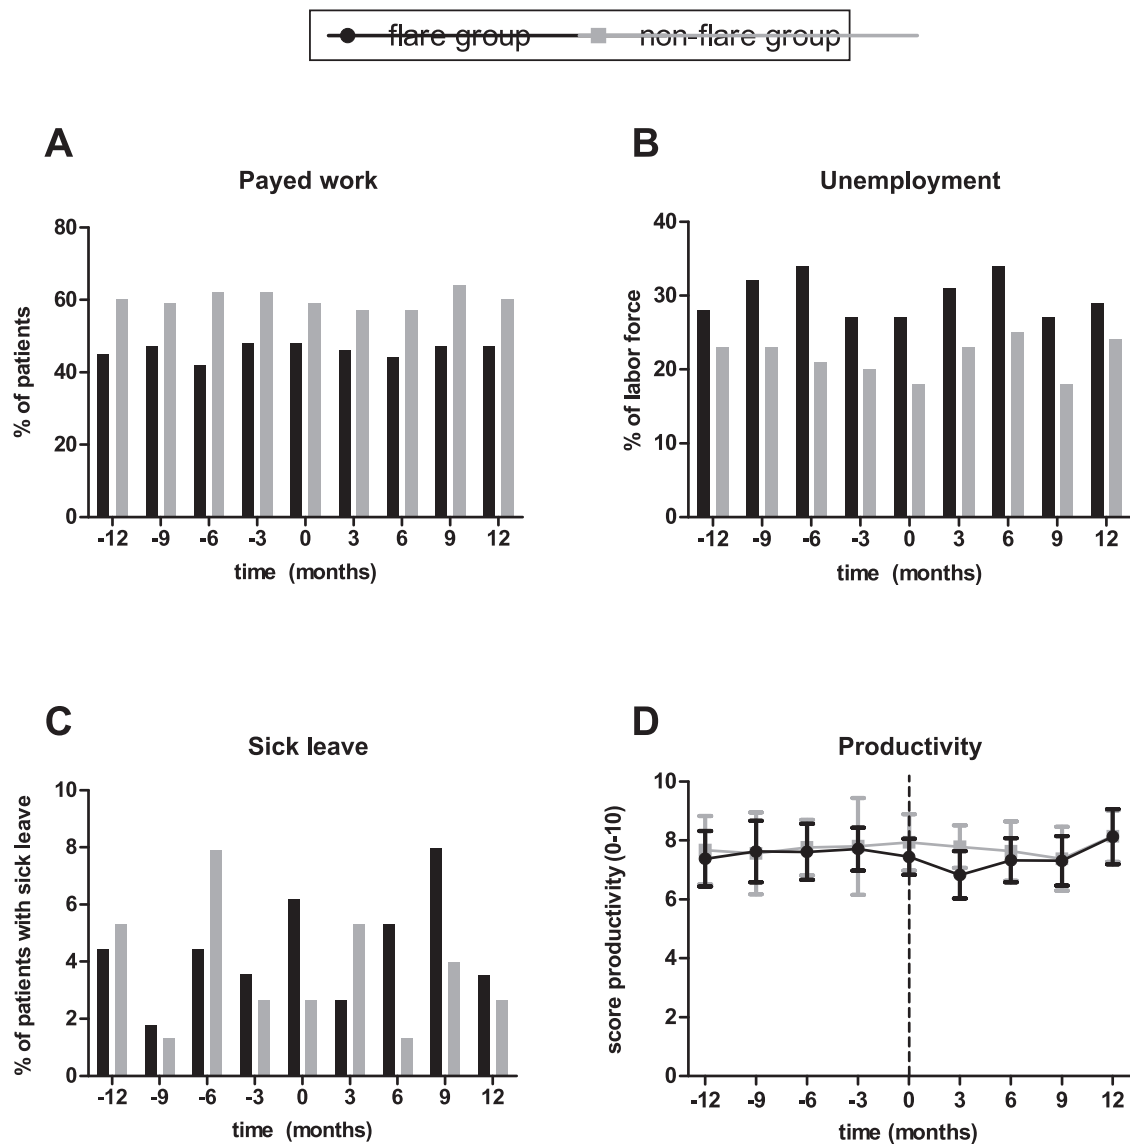 flare group non-flare group
A
Payed work
% of patients
80
60
40
20
0
-12 -9 -6 -3 0 3 6 9 12
time (months)
B
Unemployment
% of labor force
40
30
20
10
0
-12 -9 -6 -3 0 3 6 9 12
time (months)
C
Sick leave
% of patients with sick leave
10
8
6
4
2
0
-12 -9 -6 -3 0 3 6 9 12
time (months)
D
Productivity
score productivity (0-10)
10
8
6
4
2
0
-12 -9 -6 -3 0 3 6 9 12
time (months)